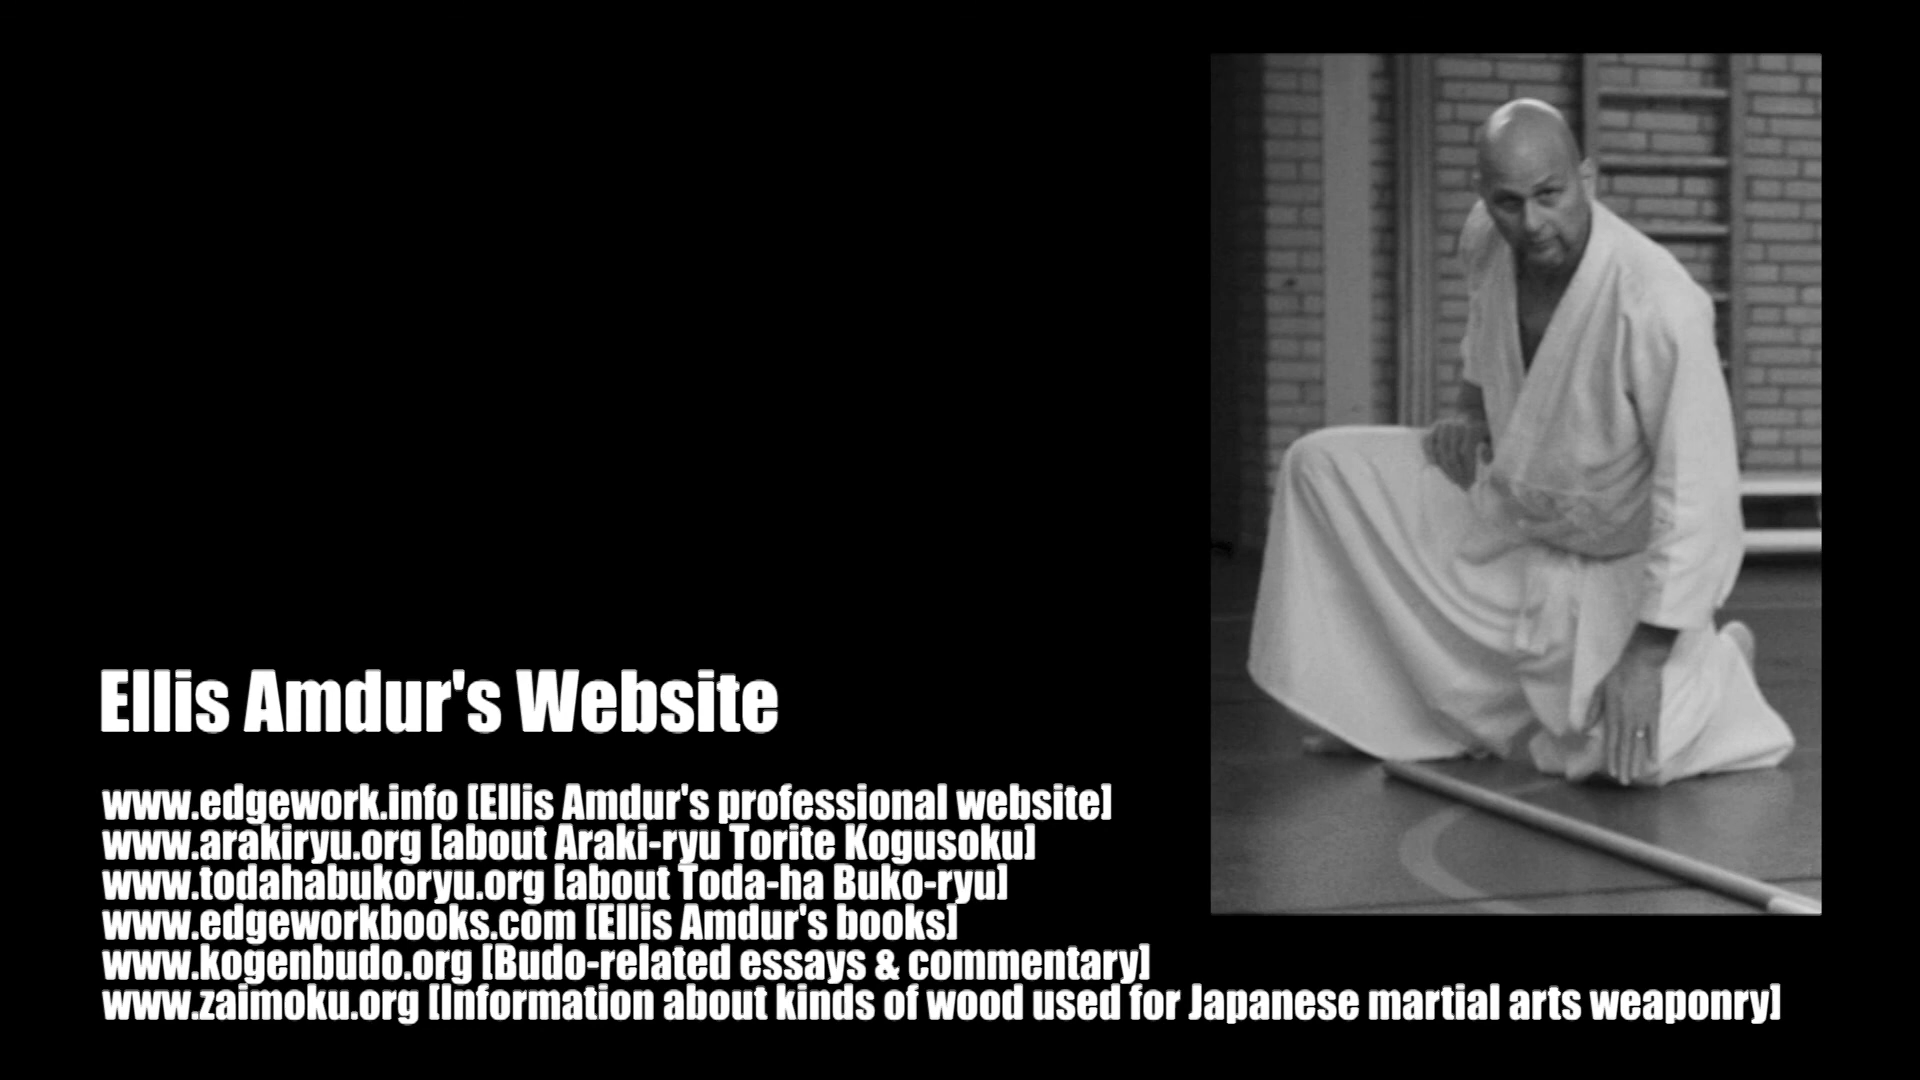 Ellis Amdur's Website
www.edgework.info [Ellis Amdur's professional website]
www.arakiryu.org [about Araki-ryu Torite Kogusoku]
www.todahabukoryu.org [about Toda-ha Buko-ryu]
www.edgeworkbooks.com [Ellis Amdur's books]
www.kogenbudo.org [Budo-related essays & commentary]
www.zaimoku.org [Information about kinds of wood used for Japanese martial arts weaponry]